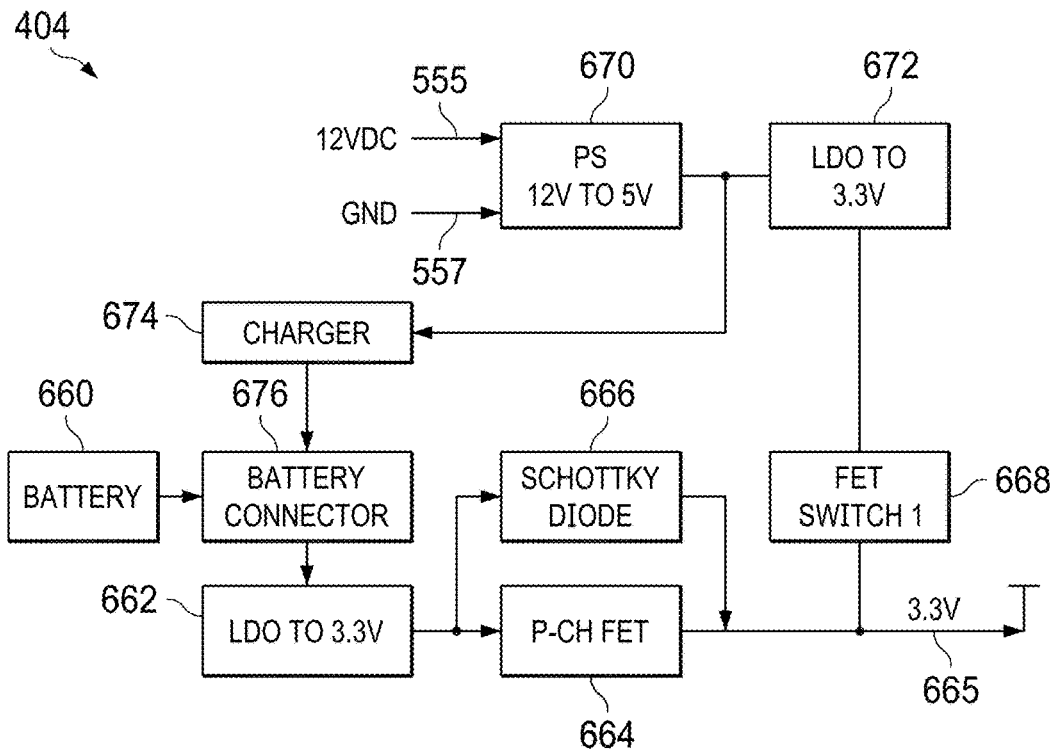 404
670
672
555
12VDC
PS
12V TO 5V
LDO TO
3.3V
GND
557
674
CHARGER
660
676
666
BATTERY
BATTERY
CONNECTOR
SCHOTTKY
DIODE
FET
SWITCH 1
668
662
LDO TO 3.3V
P-CH FET
3.3V
665
664